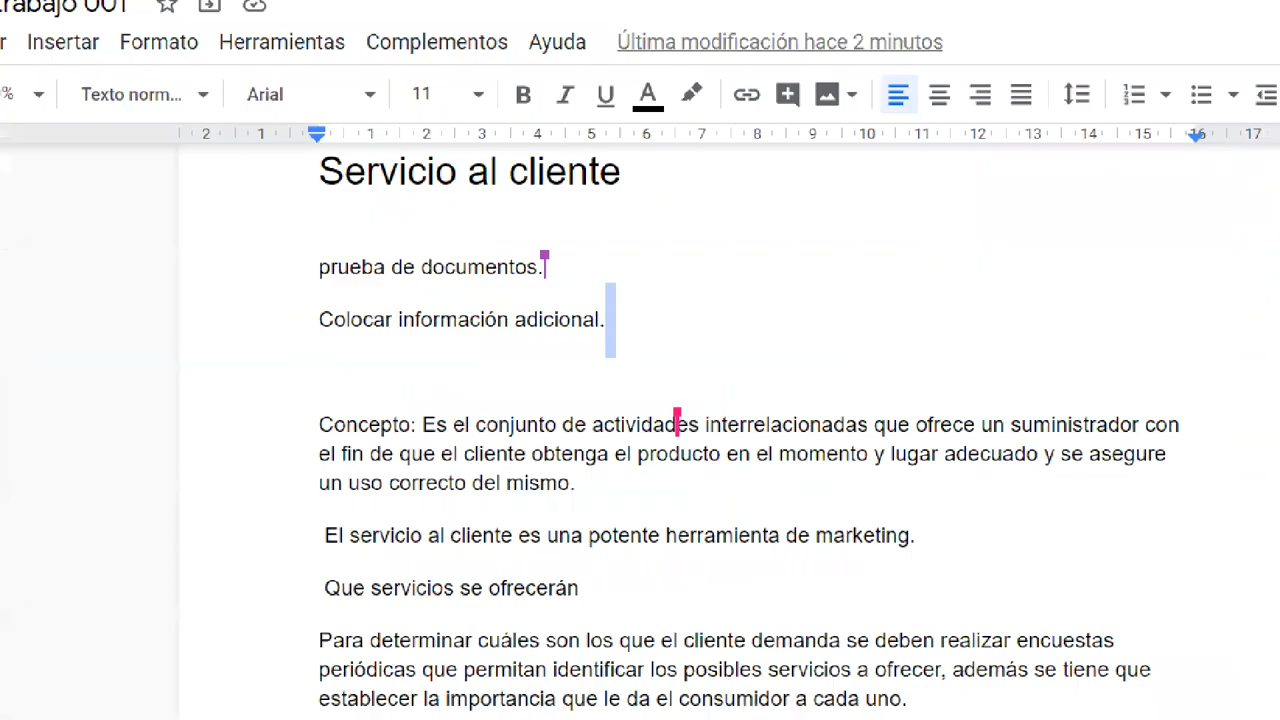 trabajo 001
Insertar Formato Herramientas Complementos Ayuda Última modificación hace 2 minutos
% Texto norm... Arial 11 B I U A
2 1 1 2 3 4 5 6 7 8 9 10 11 12 13 14 15 16 17
Servicio al cliente
prueba de documentos.
Colocar información adicional.
Concepto: Es el conjunto de actividades interrelacionadas que ofrece un suministrador con
el fin de que el cliente obtenga el producto en el momento y lugar adecuado y se asegure
un uso correcto del mismo.
El servicio al cliente es una potente herramienta de marketing.
Que servicios se ofrecerán
Para determinar cuáles son los que el cliente demanda se deben realizar encuestas
periódicas que permitan identificar los posibles servicios a ofrecer, además se tiene que
establecer la importancia que le da el consumidor a cada uno.